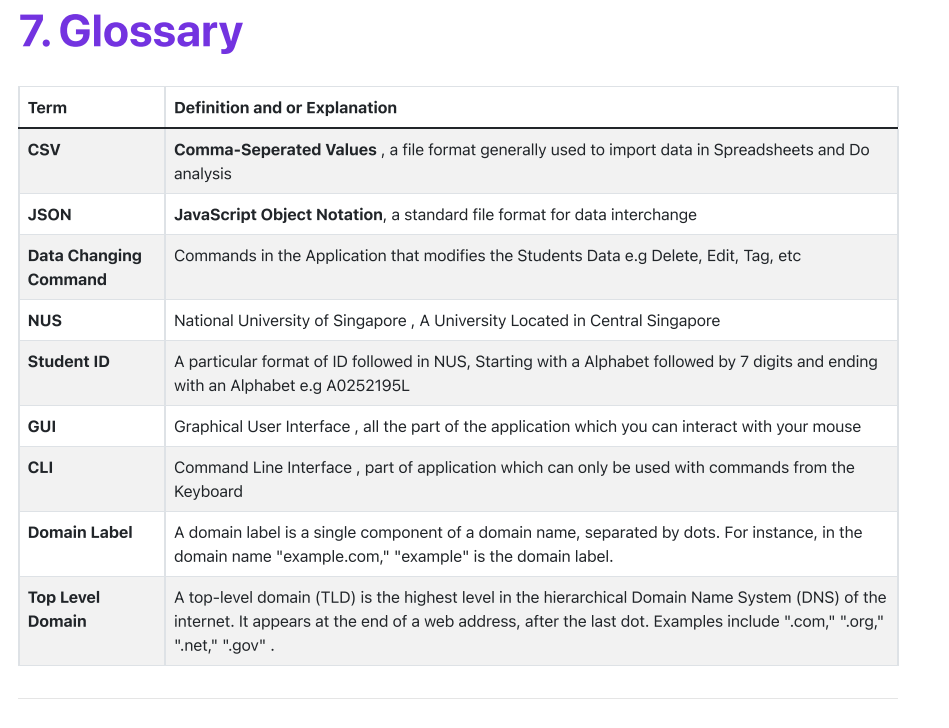 7. Glossary
Term
Definition and or Explanation
CSV
Comma-Seperated Values , a file format generally used to import data in Spreadsheets and Do
analysis
JSON
JavaScript Object Notation, a standard file format for data interchange
Data Changing
Command
Commands in the Application that modifies the Students Data e.g Delete, Edit, Tag, etc
NUS
National University of Singapore , A University Located in Central Singapore
Student ID
A particular format of ID followed in NUS, Starting with a Alphabet followed by 7 digits and ending
with an Alphabet e.g A0252195L
GUI
Graphical User Interface , all the part of the application which you can interact with your mouse
CLI
Command Line Interface , part of application which can only be used with commands from the
Keyboard
Domain Label
A domain label is a single component of a domain name, separated by dots. For instance, in the
domain name "example.com," "example" is the domain label.
Top Level
Domain
A top-level domain (TLD) is the highest level in the hierarchical Domain Name System (DNS) of the
internet. It appears at the end of a web address, after the last dot. Examples include ".com," ".org,"
".net," ".gov" .